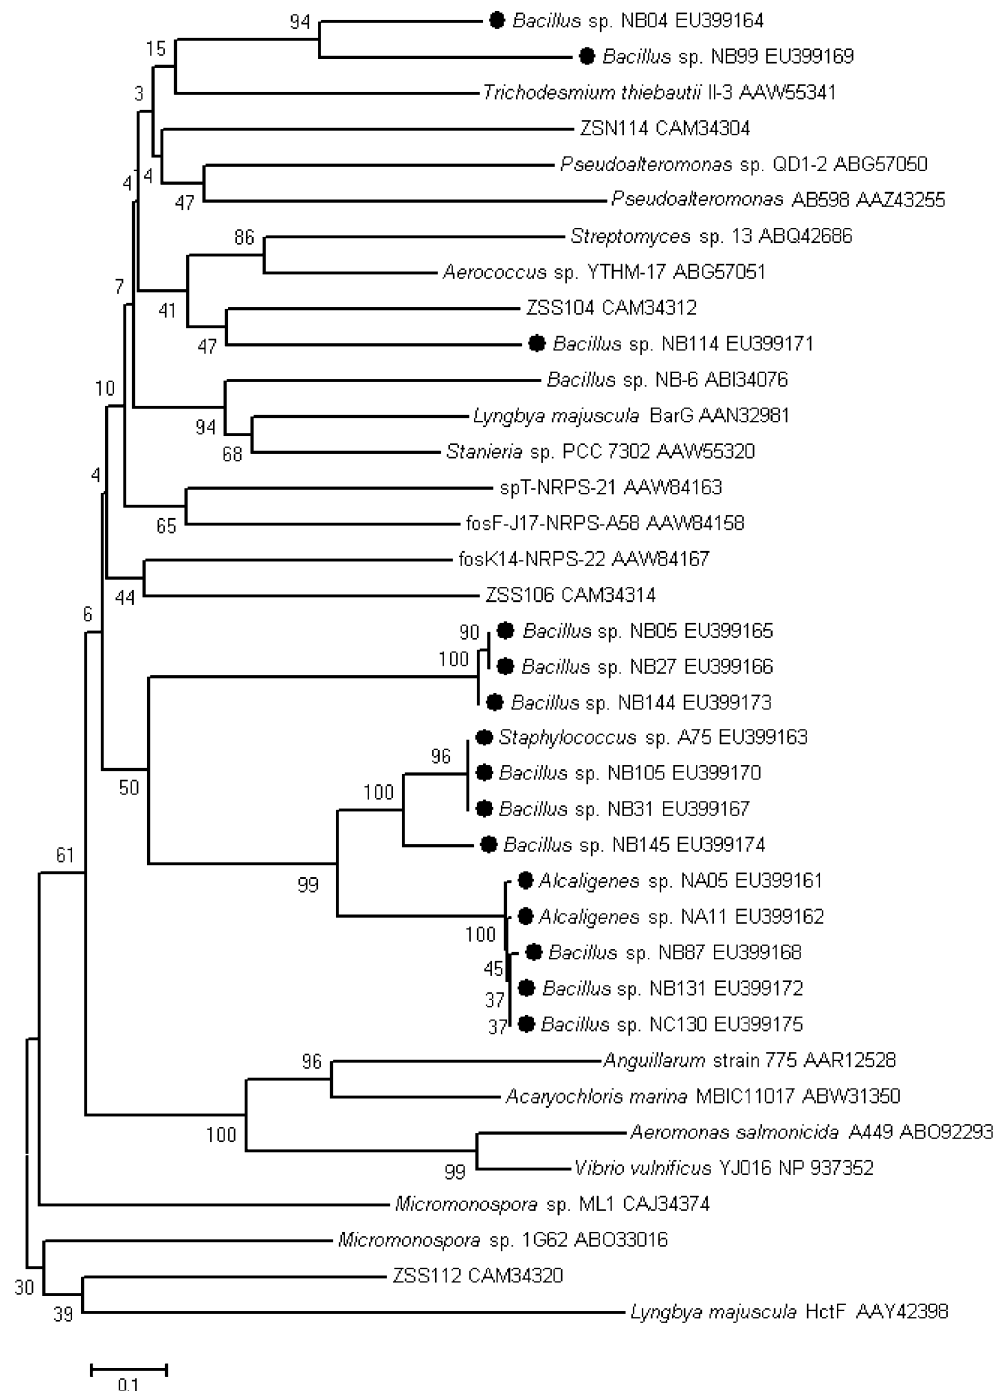 94
Bacillus sp. NB04 EU399164
15
Bacillus sp. NB99 EU399169
3
Trichodesmium thiebautii II-3 AAW55341
ZSN114 CAM34304
4
4
Pseudoalteromonas sp. QD1-2 ABG57050
47
Pseudoalteromonas AB598 AAZ43255
86
Streptomyces sp. 13 ABQ42686
7
Aerococcus sp. YTHM-17 ABG57051
41
ZSS104 CAM34312
47
Bacillus sp. NB114 EU399171
10
Bacillus sp. NB-6 ABI34076
94
Lyngbya majuscula BarG AAN32981
68
Stanieria sp. PCC 7302 AAW55320
4
spT-NRPS-21 AAW84163
65
fosF-J17-NRPS-A58 AAW84158
fosK14-NRPS-22 AAW84167
44
ZSS106 CAM34314
6
90
Bacillus sp. NB05 EU399165
100
Bacillus sp. NB27 EU399166
Bacillus sp. NB144 EU399173
Staphylococcus sp. A75 EU399163
96
Bacillus sp. NB105 EU399170
50
100
Bacillus sp. NB31 EU399167
Bacillus sp. NB145 EU399174
61
99
Alcaligenes sp. NA05 EU399161
Alcaligenes sp. NA11 EU399162
100
Bacillus sp. NB87 EU399168
45
Bacillus sp. NB131 EU399172
37
Bacillus sp. NC130 EU399175
37
96
Anguillarum strain 775 AAR12528
Acaryochloris marina MBIC11017 ABW31350
100
Aeromonas salmonicida A449 ABO92293
99
Vibrio vulnificus YJ016 NP 937352
Micromonospora sp. ML1 CAJ34374
Micromonospora sp. 1G62 ABO33016
30
ZSS112 CAM34320
39
Lyngbya majuscula HctF AAY42398
0.1